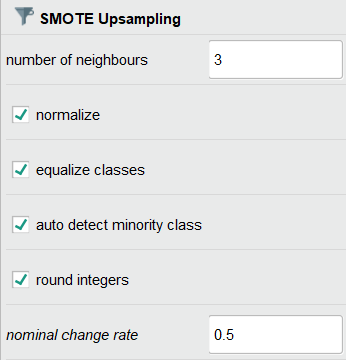 SMOTE Upsampling
number of neighbours 3
normalize
equalize classes
auto detect minority class
round integers
nominal change rate 0.5